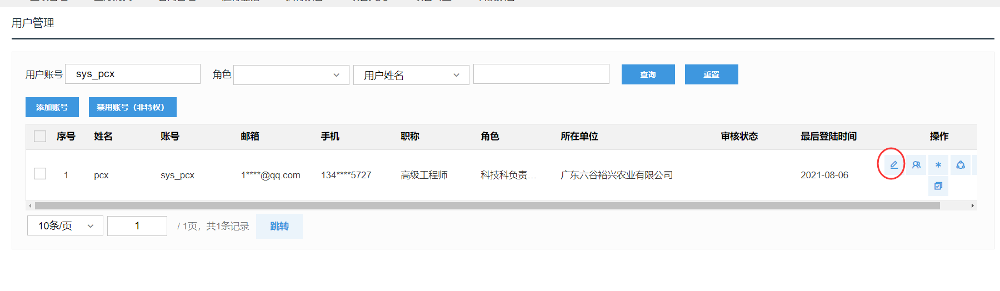 用户管理
用户账号 sys_pcx 角色 用户姓名 查询 重置
添加账号 禁用账号（非特权）
序号 姓名 账号 邮箱 手机 职称 角色 所在单位 审核状态 最后登陆时间 操作
1 pcx sys_pcx 1****@qq.com 134****5727 高级工程师 科技科负责... 广东六谷裕兴农业有限公司 2021-08-06
10条/页 1 / 1页，共1条记录 跳转